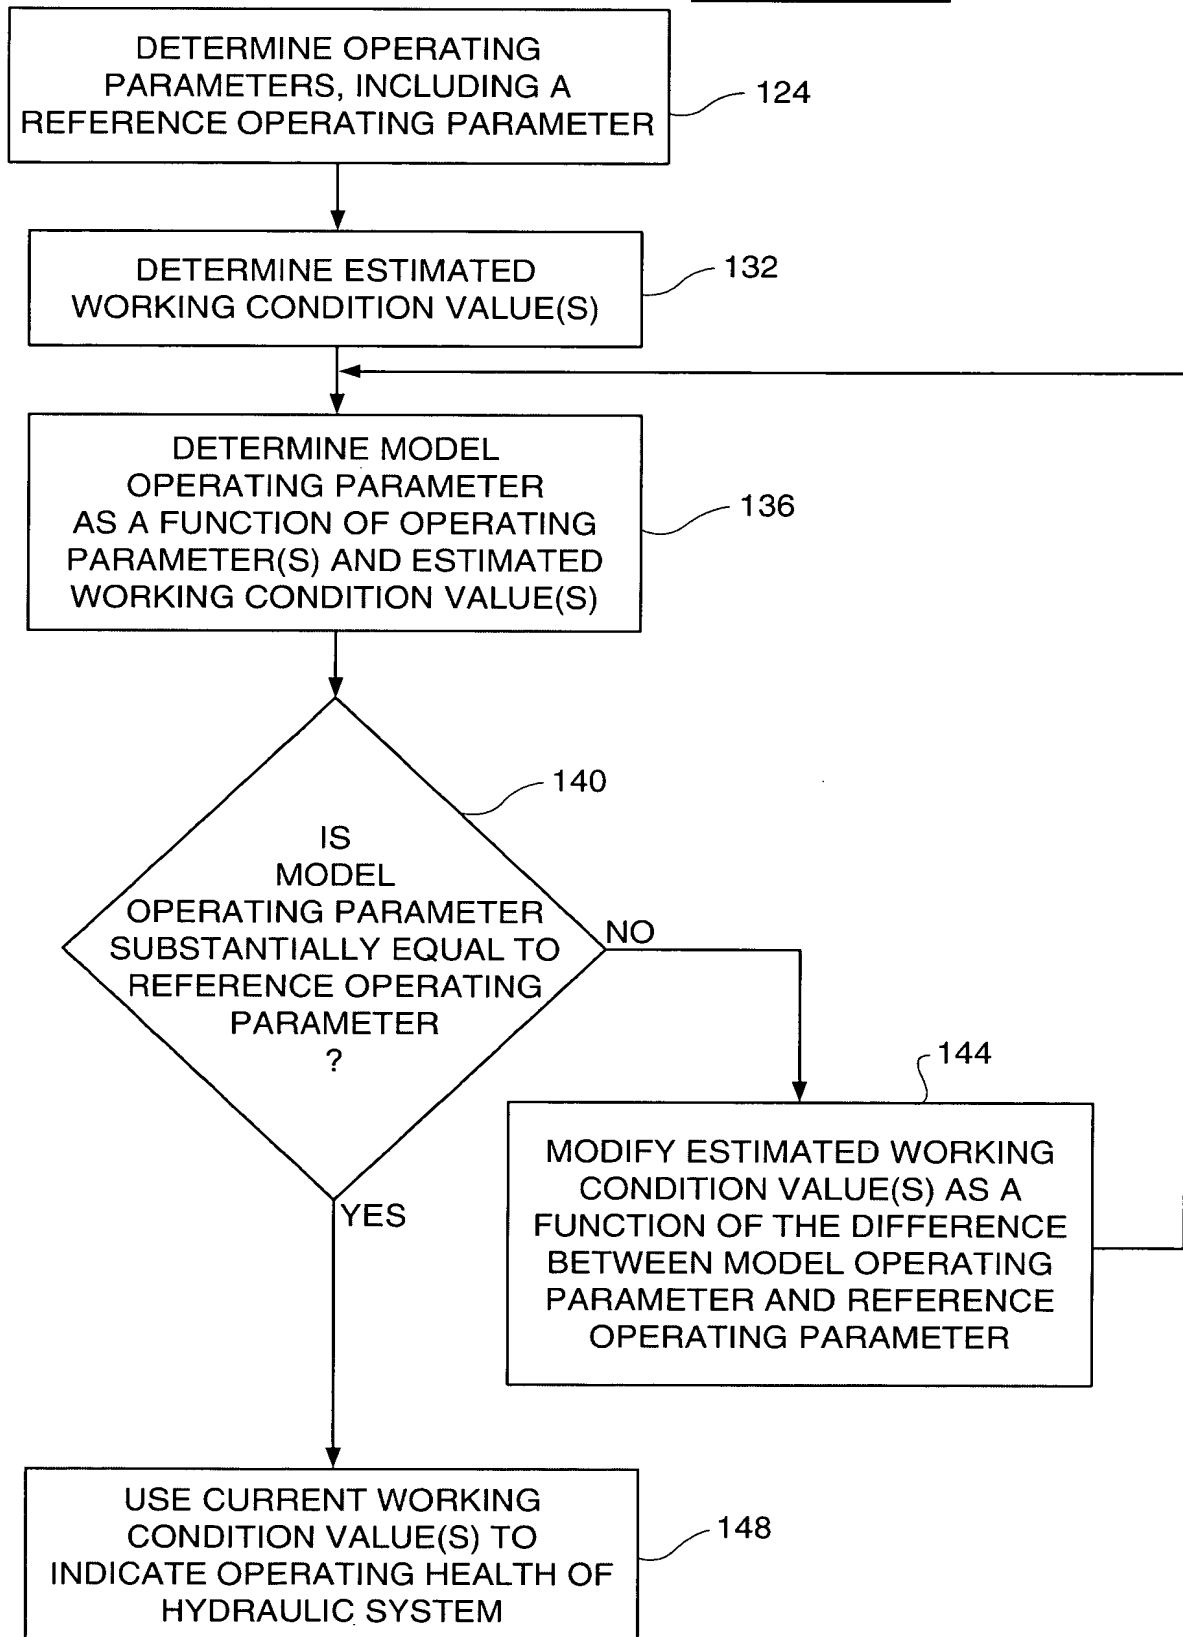 DETERMINE OPERATING
PARAMETERS, INCLUDING A
REFERENCE OPERATING PARAMETER
124
DETERMINE ESTIMATED
WORKING CONDITION VALUE(S)
132
DETERMINE MODEL
OPERATING PARAMETER
AS A FUNCTION OF OPERATING
PARAMETER(S) AND ESTIMATED
WORKING CONDITION VALUE(S)
136
140
IS
MODEL
OPERATING PARAMETER
SUBSTANTIALLY EQUAL TO
REFERENCE OPERATING
PARAMETER
?
NO
YES
144
MODIFY ESTIMATED WORKING
CONDITION VALUE(S) AS A
FUNCTION OF THE DIFFERENCE
BETWEEN MODEL OPERATING
PARAMETER AND REFERENCE
OPERATING PARAMETER
USE CURRENT WORKING
CONDITION VALUE(S) TO
INDICATE OPERATING HEALTH OF
HYDRAULIC SYSTEM
148